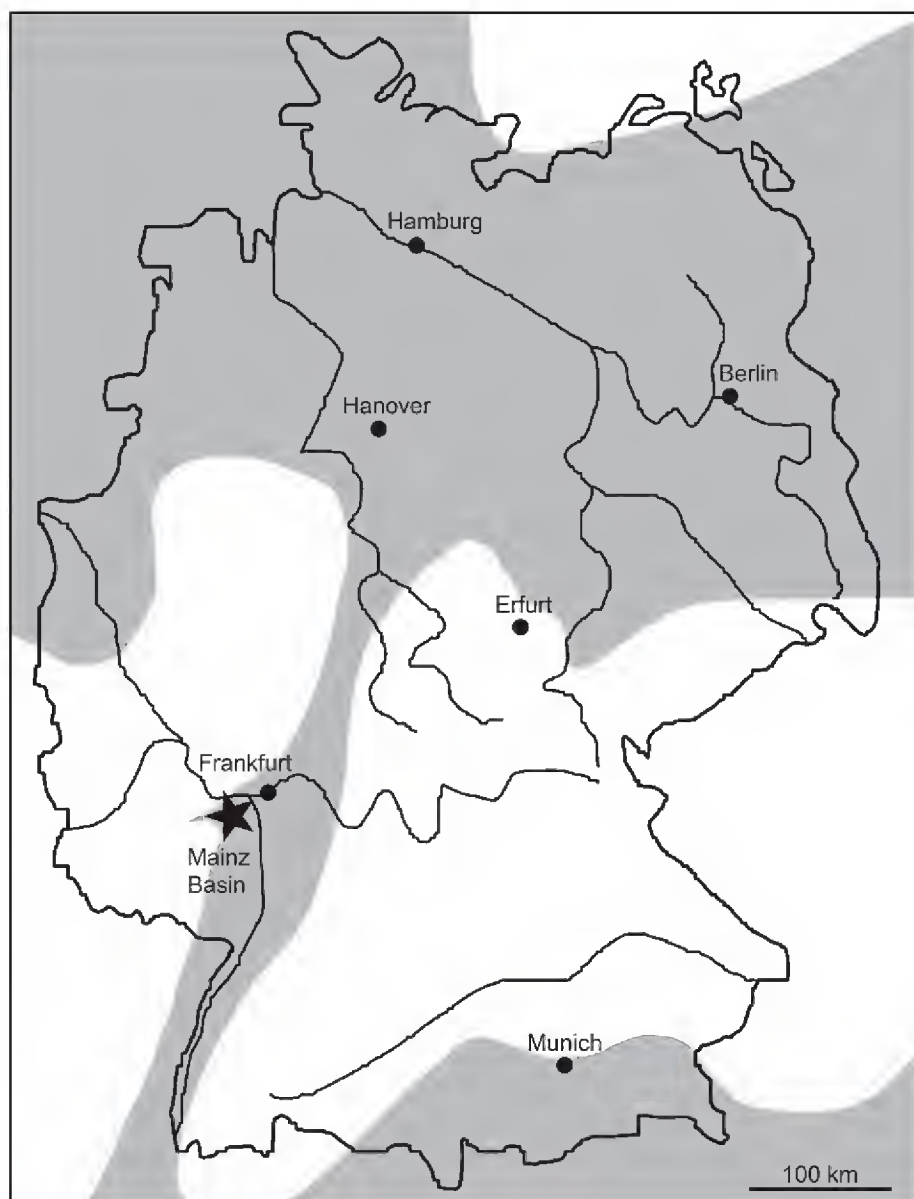 Hamburg
Berlin
Hanover
Erfurt
Frankfurt
Mainz
Basin
Munich
100 km